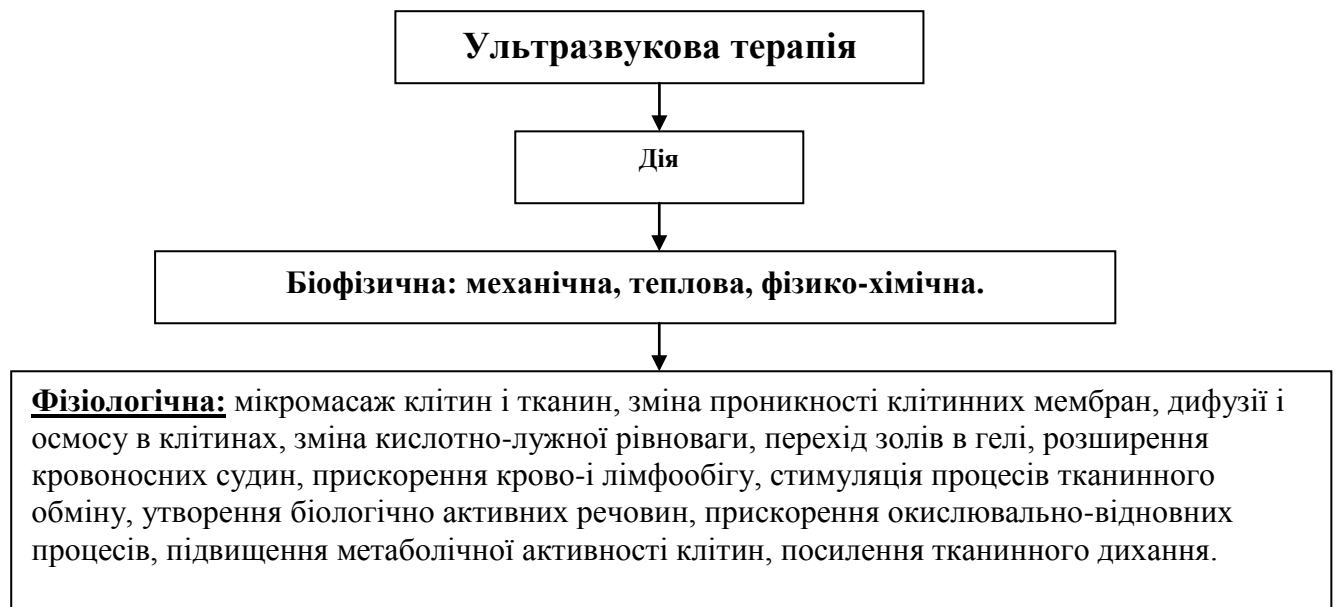 Ультразвукова терапія
Дія
Біофізична: механічна, теплова, фізико-хімічна.
Фізіологічна: мікромасаж клітин і тканин, зміна проникності клітинних мембран, дифузії і
осмосу в клітинах, зміна кислотно-лужної рівноваги, перехід золів в гелі, розширення
кровоносних судин, прискорення крово-і лімфообігу, стимуляція процесів тканинного
обміну, утворення біологічно активних речовин, прискорення окислювально-відновних
процесів, підвищення метаболічної активності клітин, посилення тканинного дихання.